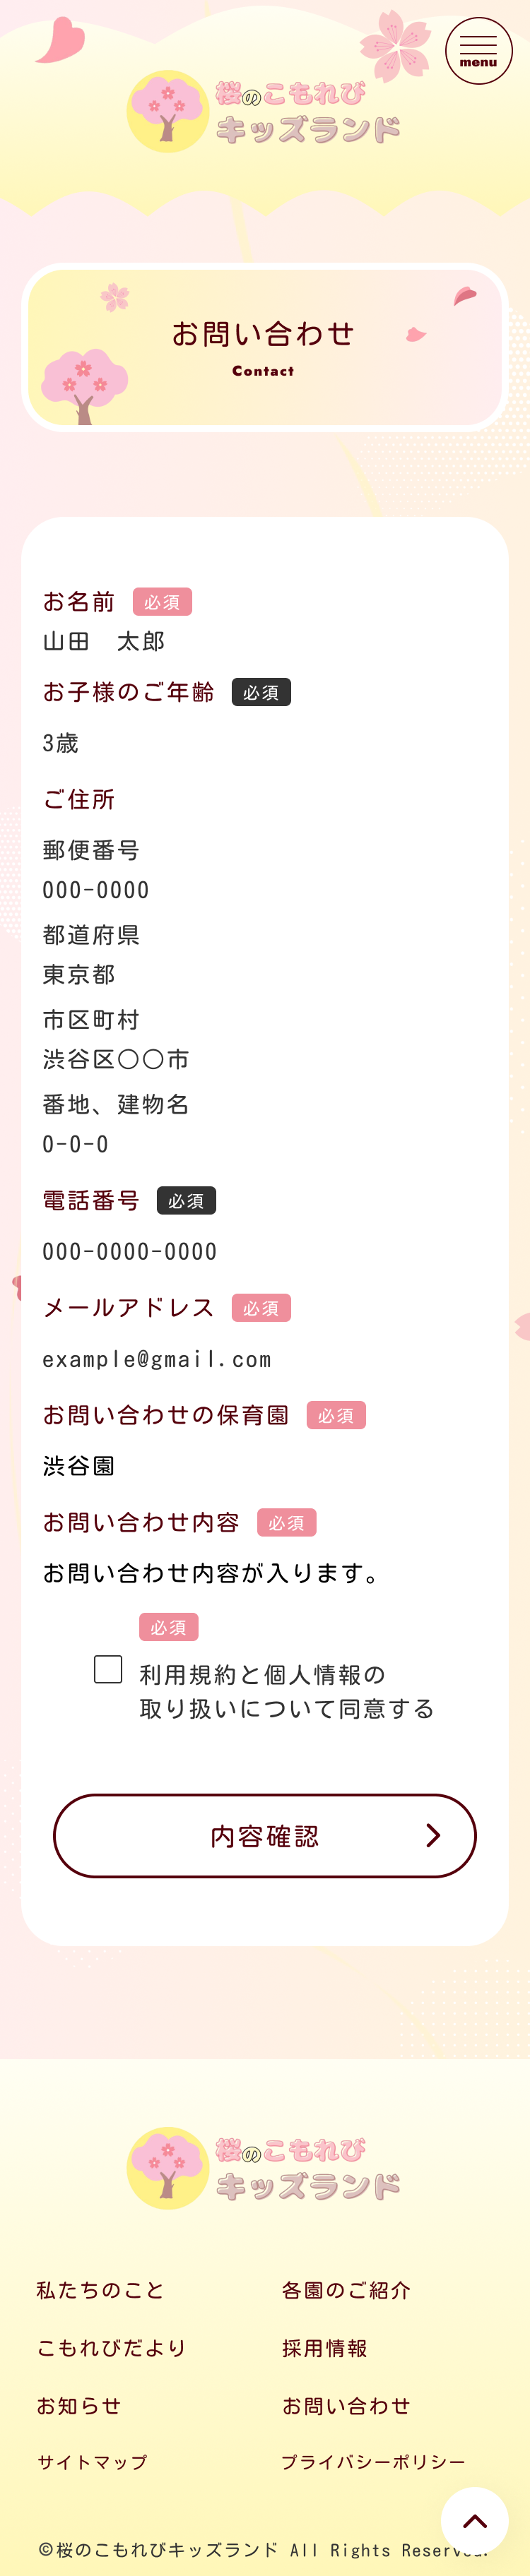 menu
桜のこもれび
キッズランド
お問い合わせ
Contact
お名前 必須
山田　太郎
お子様のご年齢 必須
3歳
ご住所
郵便番号
000-0000
都道府県
東京都
市区町村
渋谷区〇〇市
番地、建物名
0-0-0
電話番号 必須
000-0000-0000
メールアドレス 必須
example@gmail.com
お問い合わせの保育園 必須
渋谷園
お問い合わせ内容 必須
お問い合わせ内容が入ります。
必須
利用規約と個人情報の
取り扱いについて同意する
内容確認
桜のこもれび
キッズランド
私たちのこと 各園のご紹介
こもれびだより 採用情報
お知らせ お問い合わせ
サイトマップ プライバシーポリシー
©桜のこもれびキッズランド All Rights Reserved.